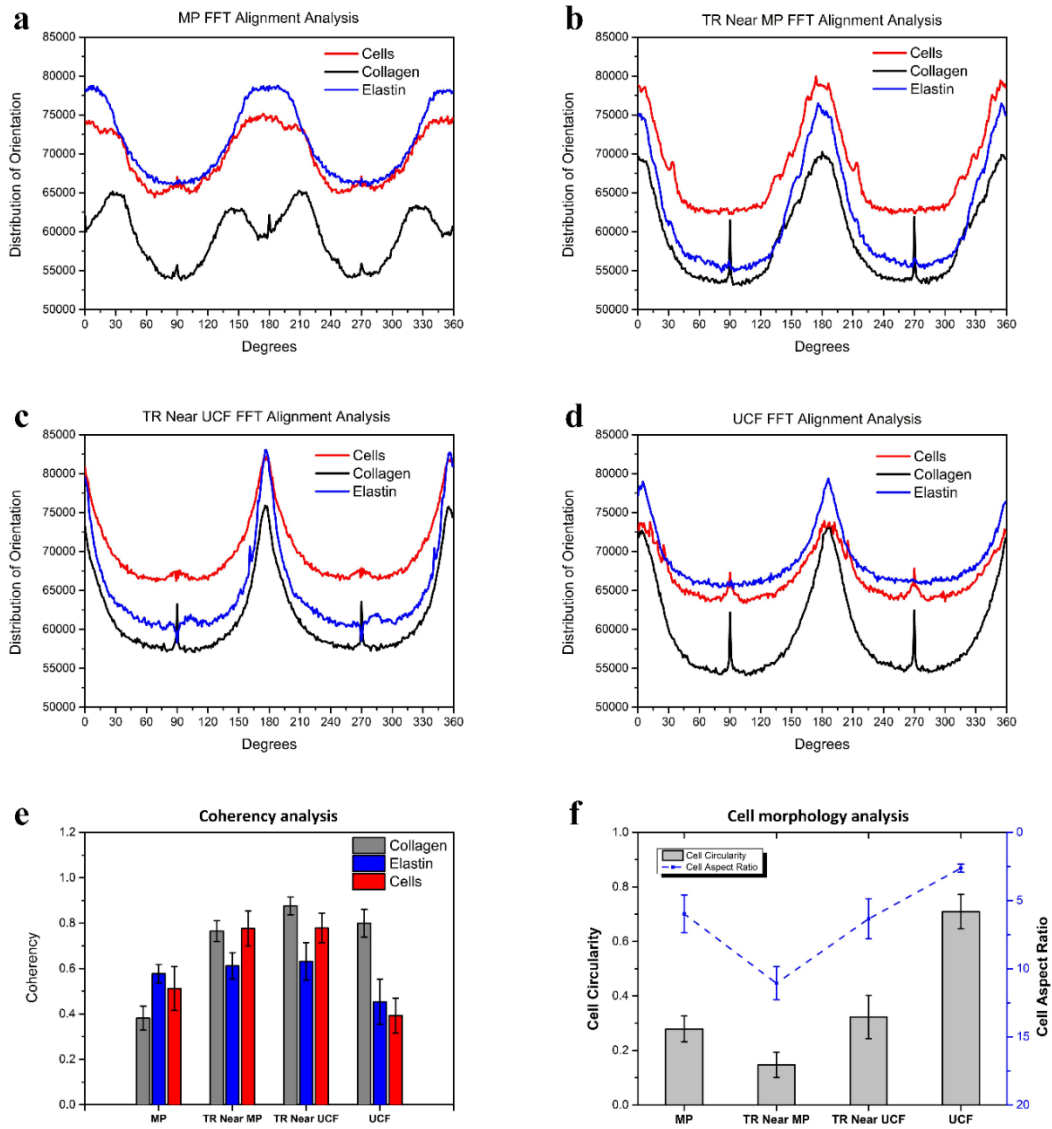 a
MP FFT Alignment Analysis
85000
80000
75000
70000
65000
60000
55000
50000
Distribution of Orientation
Cells
Collagen
Elastin
0 30 60 90 120 150 180 210 240 270 300 330 360
Degrees
b
TR Near MP FFT Alignment Analysis
85000
80000
75000
70000
65000
60000
55000
50000
Distribution of Orientation
Cells
Collagen
Elastin
0 30 60 90 120 150 180 210 240 270 300 330 360
Degrees
c
TR Near UCF FFT Alignment Analysis
85000
80000
75000
70000
65000
60000
55000
50000
Distribution of Orientation
Cells
Collagen
Elastin
0 30 60 90 120 150 180 210 240 270 300 330 360
Degrees
d
UCF FFT Alignment Analysis
85000
80000
75000
70000
65000
60000
55000
50000
Distribution of Orientation
Cells
Collagen
Elastin
0 30 60 90 120 150 180 210 240 270 300 330 360
Degrees
e
Coherency analysis
1.2
1.0
0.8
0.6
0.4
0.2
0.0
Coherency
Collagen
Elastin
Cells
MP TR Near MP TR Near UCF UCF
f
Cell morphology analysis
1.0
0.8
0.6
0.4
0.2
0.0
Cell Circularity
Cell Circularity
Cell Aspect Ratio
0
5
10
15
20
Cell Aspect Ratio
MP TR Near MP TR Near UCF UCF